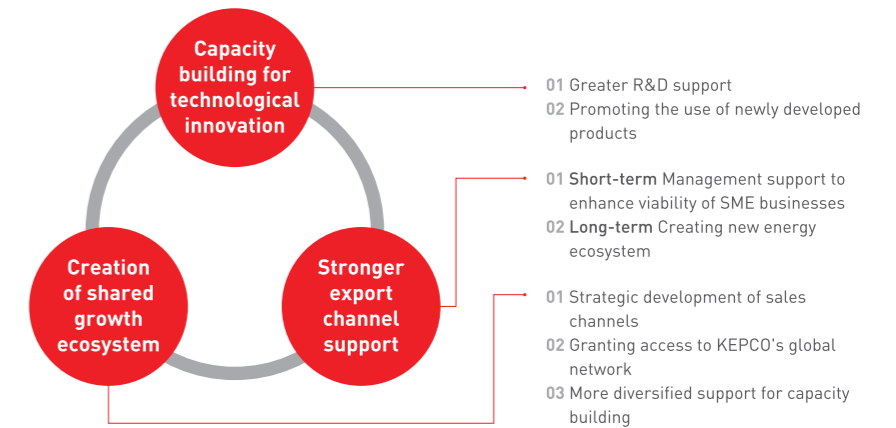 Capacity
building for
technological
innovation
Creation
of shared
growth
ecosystem
Stronger
export
channel
support
01 Greater R&D support
02 Promoting the use of newly developed
products
01 Short-term Management support to
enhance viability of SME businesses
02 Long-term Creating new energy
ecosystem
01 Strategic development of sales
channels
02 Granting access to KEPCO's global
network
03 More diversified support for capacity
building